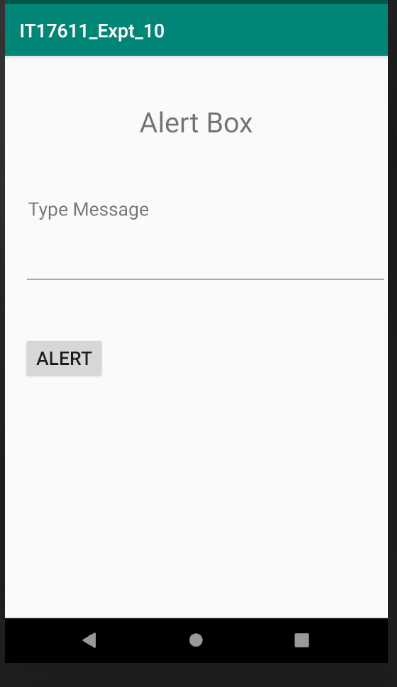 IT17611_Expt_10
Alert Box
Type Message
ALERT